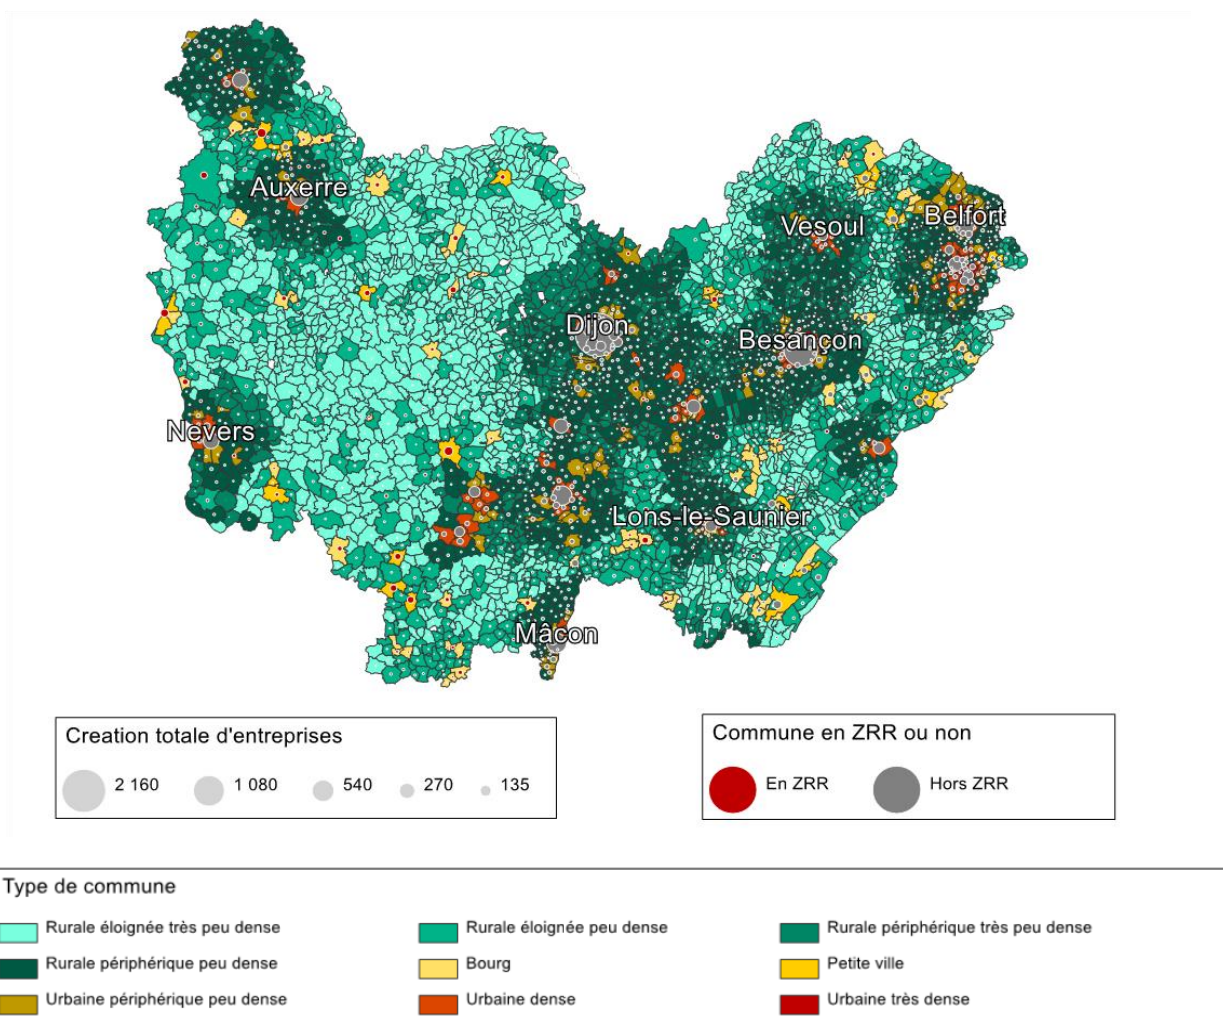 Auxerre
Belfort
Vesoul
Dijon
Besançon
Nevers
Lons-le-Saunier
Mâcon
Creation totale d'entreprises
2 160 1 080 540 270 135
Commune en ZRR ou non
En ZRR Hors ZRR
Type de commune
Rurale éloignée très peu dense Rurale éloignée peu dense Rurale périphérique très peu dense
Rurale périphérique peu dense Bourg Petite ville
Urbaine périphérique peu dense Urbaine dense Urbaine très dense